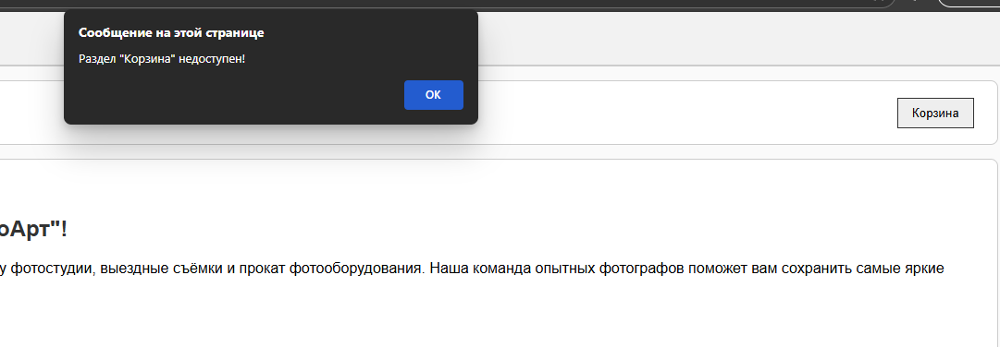 Сообщение на этой странице
Раздел "Корзина" недоступен!
ОК
Корзина
оАрт"!
у фотостудии, выездные съёмки и прокат фотооборудования. Наша команда опытных фотографов поможет вам сохранить самые яркие